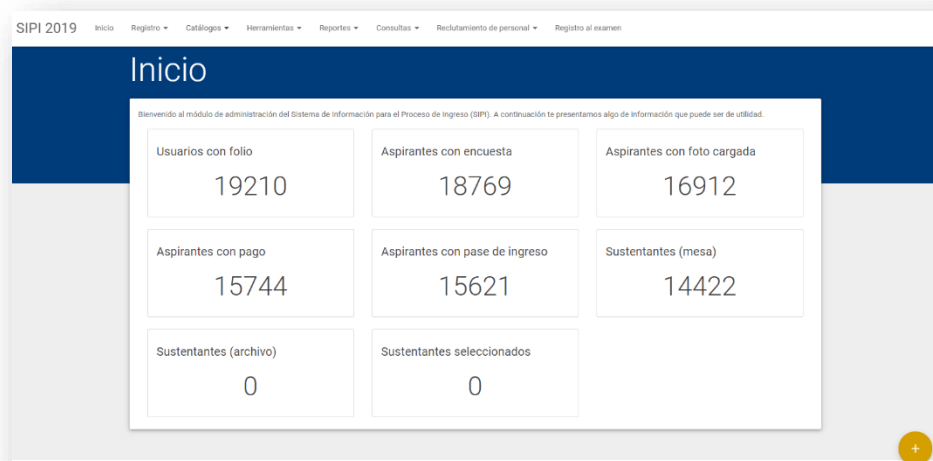 SIPI 2019 Inicio Registro Catálogos Herramientas Reportes Consultas Reclutamiento de personal Registro al examen
Inicio
Bienvenido al módulo de administración del Sistema de Información para el Proceso de Ingreso (SIPI). A continuación te presentamos algo de información que puede ser de utilidad.
Usuarios con folio
19210
Aspirantes con encuesta
18769
Aspirantes con foto cargada
16912
Aspirantes con pago
15744
Aspirantes con pase de ingreso
15621
Sustentantes (mesa)
14422
Sustentantes (archivo)
0
Sustentantes seleccionados
0
+